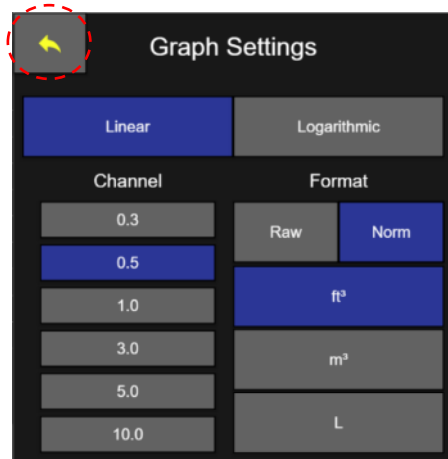 Graph Settings
Linear
Logarithmic
Channel
0.3
0.5
1.0
3.0
5.0
10.0
Format
Raw
Norm
ft³
m³
L